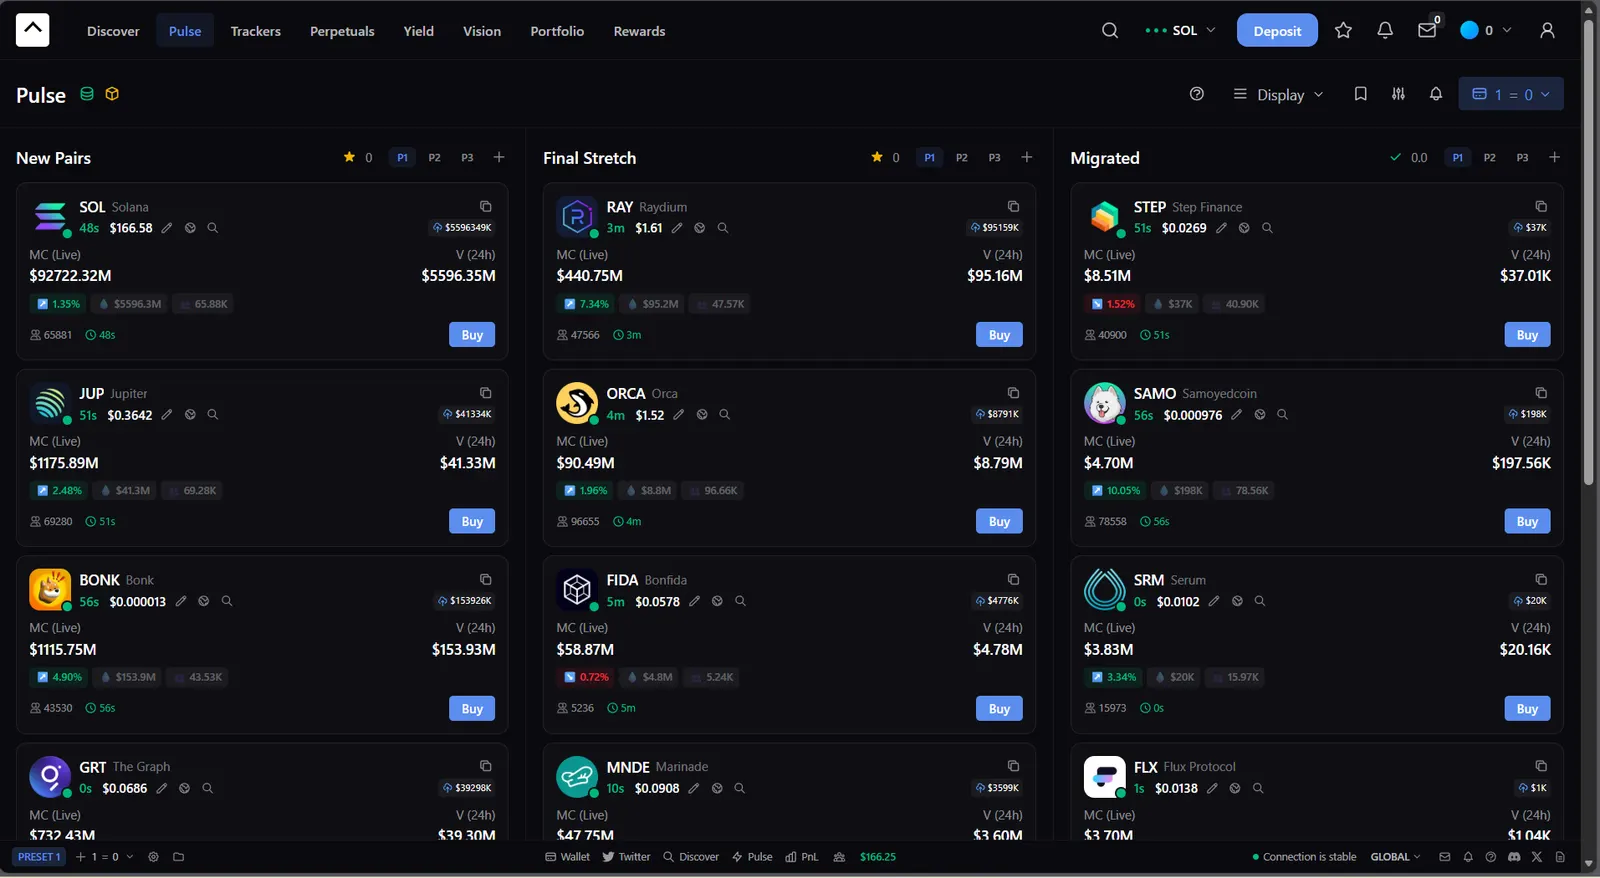 Discover Pulse Trackers Perpetuals Yield Vision Portfolio Rewards SOL Deposit 0 0
Pulse Display 1 = 0
New Pairs 0 P1 P2 P3
SOL Solana
48s $166.58 $5596349K
MC (Live) V (24h)
$92722.32M $5596.35M
1.35% $5596.3M 65.88K
65881 48s Buy
JUP Jupiter
51s $0.3642 $41334K
MC (Live) V (24h)
$1175.89M $41.33M
2.48% $41.3M 69.28K
69280 51s Buy
BONK Bonk
56s $0.000013 $153926K
MC (Live) V (24h)
$1115.75M $153.93M
4.90% $153.9M 43.53K
43530 56s Buy
GRT The Graph
0s $0.0686 $39298K
MC (Live) V (24h)
$732.43M $39.30M
Final Stretch 0 P1 P2 P3
RAY Raydium
3m $1.61 $95159K
MC (Live) V (24h)
$440.75M $95.16M
7.34% $95.2M 47.57K
47566 3m Buy
ORCA Orca
4m $1.52 $8791K
MC (Live) V (24h)
$90.49M $8.79M
1.96% $8.8M 96.66K
96655 4m Buy
FIDA Bonfida
5m $0.0578 $4776K
MC (Live) V (24h)
$58.87M $4.78M
0.72% $4.8M 5.24K
5236 5m Buy
MNDE Marinade
10s $0.0908 $3599K
MC (Live) V (24h)
$47.75M $3.60M
Migrated 0.0 P1 P2 P3
STEP Step Finance
51s $0.0269 $37K
MC (Live) V (24h)
$8.51M $37.01K
1.52% $37K 40.90K
40900 51s Buy
SAMO Samoyedcoin
56s $0.000976 $198K
MC (Live) V (24h)
$4.70M $197.56K
10.05% $198K 78.56K
78558 56s Buy
SRM Serum
0s $0.0102 $20K
MC (Live) V (24h)
$3.83M $20.16K
3.34% $20K 15.97K
15973 0s Buy
FLX Flux Protocol
1s $0.0138 $1K
MC (Live) V (24h)
$3.70M $1.04K
PRESET 1 1 = 0 Wallet Twitter Discover Pulse PnL $166.25 Connection is stable GLOBAL